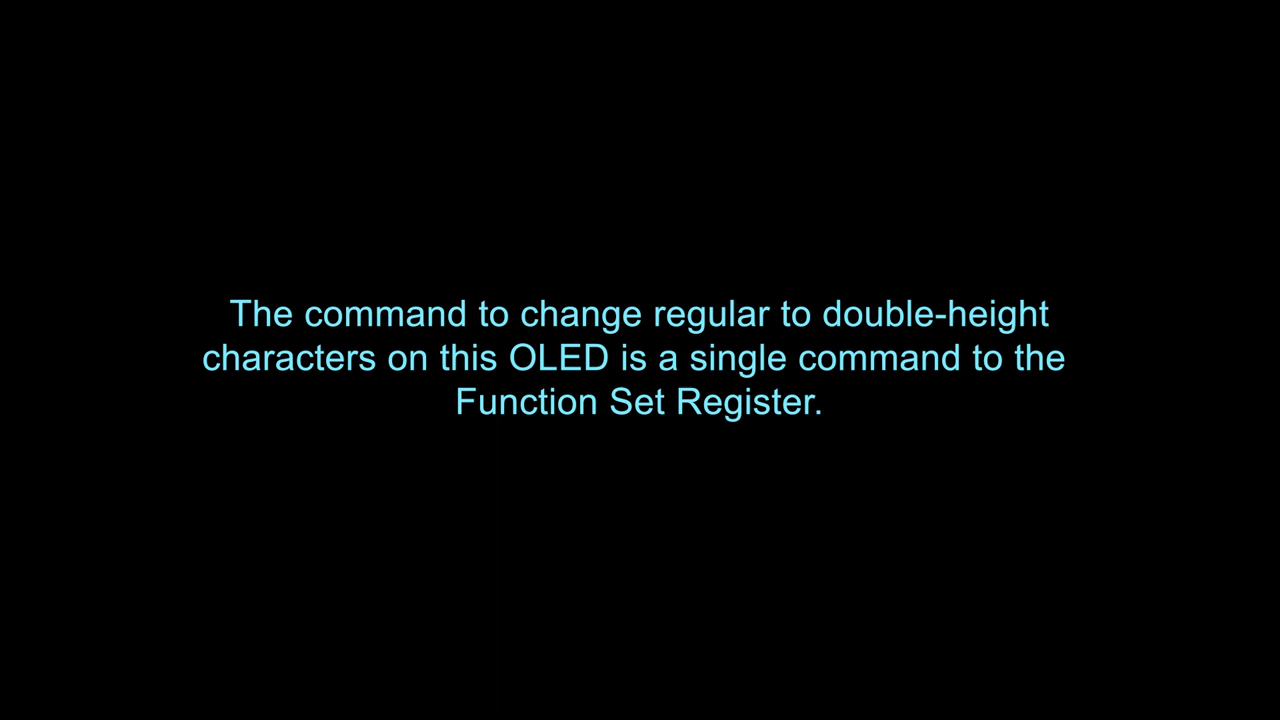 The command to change regular to double-height
characters on this OLED is a single command to the
Function Set Register.